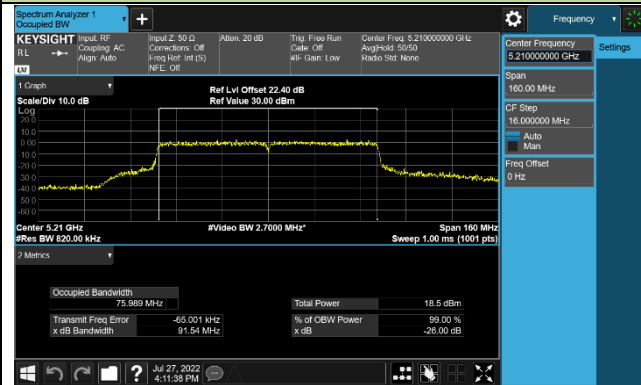 Spectrum Analyzer 1
Occupied BW
Frequency
KEYSIGHT
RL
LXI
Input: RF
Coupling: AC
Align: Auto
Input Z: 50 Ω
Corrections: Off
Freq Ref: Int (S)
NFE: Off
Atten: 20 dB
Trig: Free Run
Gate: Off
#IF Gain: Low
Center Freq: 5.210000000 GHz
Avg|Hold: 50/50
Radio Std: None
Center Frequency
5.210000000 GHz
Settings
Span
160.00 MHz
CF Step
16.000000 MHz
Auto
Man
Freq Offset
0 Hz
1 Graph
Scale/Div 10.0 dB
Ref Lvl Offset 22.40 dB
Ref Value 30.00 dBm
Log
20.0
10.0
0.00
-10.0
-20.0
-30.0
-40.0
-50.0
-60.0
Center 5.21 GHz
#Res BW 820.00 kHz
#Video BW 2.7000 MHz*
Span 160 MHz
Sweep 1.00 ms (1001 pts)
2 Metrics
Occupied Bandwidth
75.989 MHz
Total Power 18.5 dBm
Transmit Freq Error -65.001 kHz
% of OBW Power 99.00 %
x dB Bandwidth 91.54 MHz
x dB -26.00 dB
?
Jul 27, 2022
4:11:38 PM